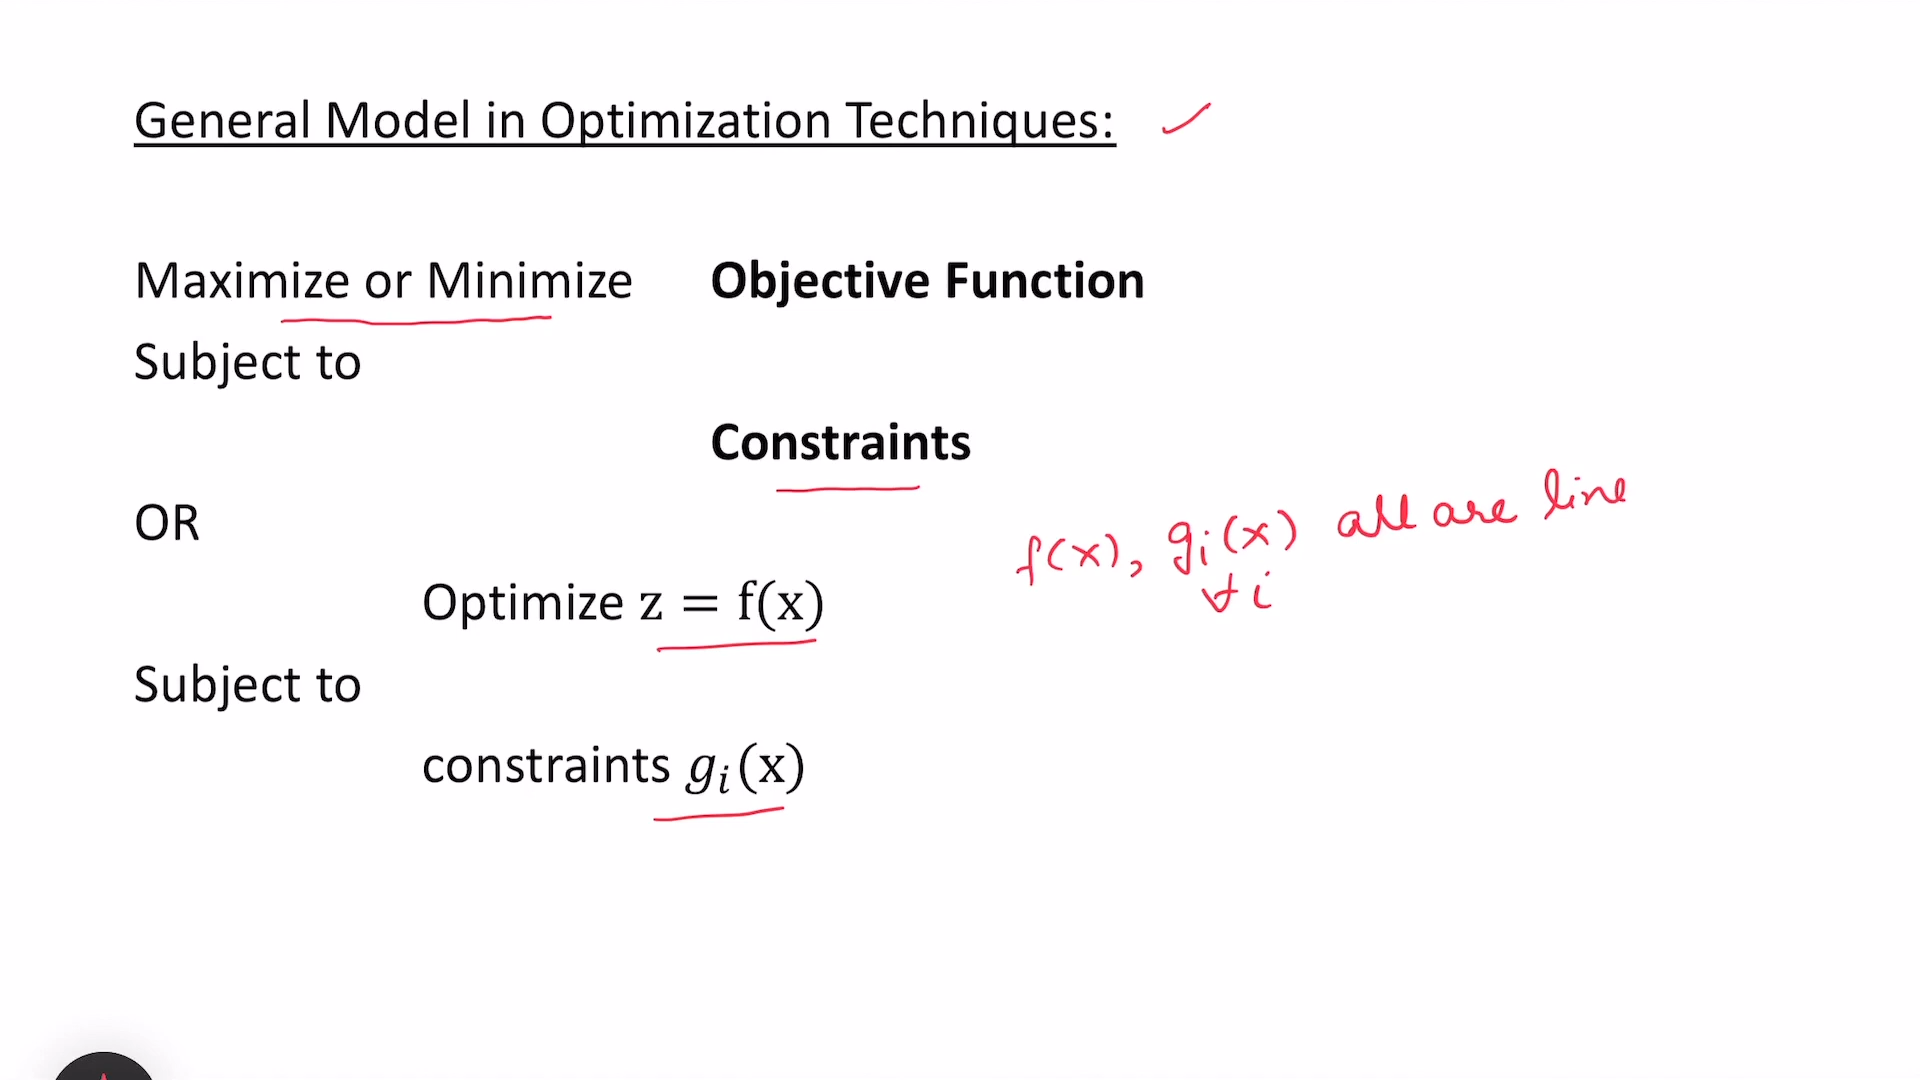 General Model in Optimization Techniques:
Maximize or Minimize Objective Function
Subject to
Constraints
OR
f(x), gᵢ(x) all are line
∀ i
Optimize z = f(x)
Subject to
constraints gᵢ(x)